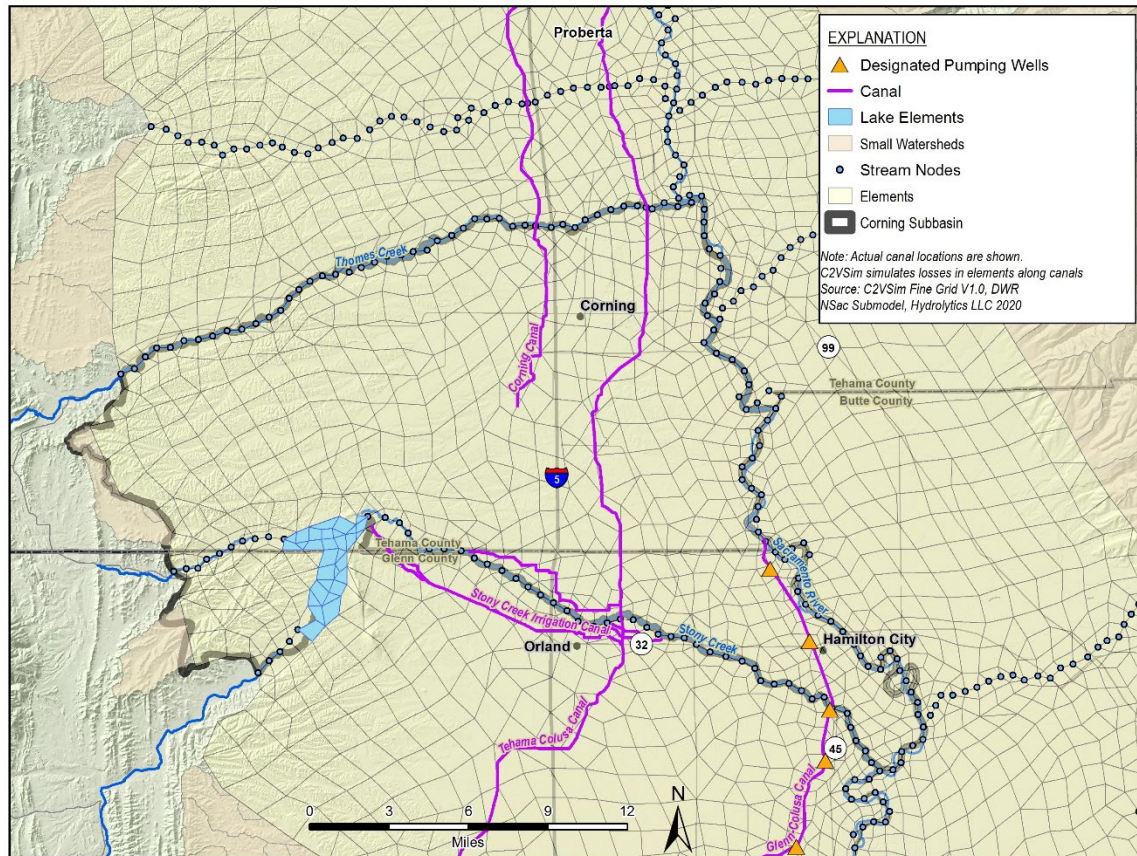 Proberta
EXPLANATION
Designated Pumping Wells
Canal
Lake Elements
Small Watersheds
Stream Nodes
Elements
Corning Subbasin
Note: Actual canal locations are shown.
C2VSim simulates losses in elements along canals
Source: C2VSim Fine Grid V1.0, DWR
NSac Submodel, Hydrolytics LLC 2020
Thomes Creek
Corning
Corning Canal
99
Tehama County
Butte County
5
Tehama County
Glenn County
Sacramento River
Stony Creek Irrigation Canal
Stony Creek
Orland
32
Hamilton City
Tehama Colusa Canal
45
Glenn-Colusa Canal
0 3 6 9 12
Miles
N